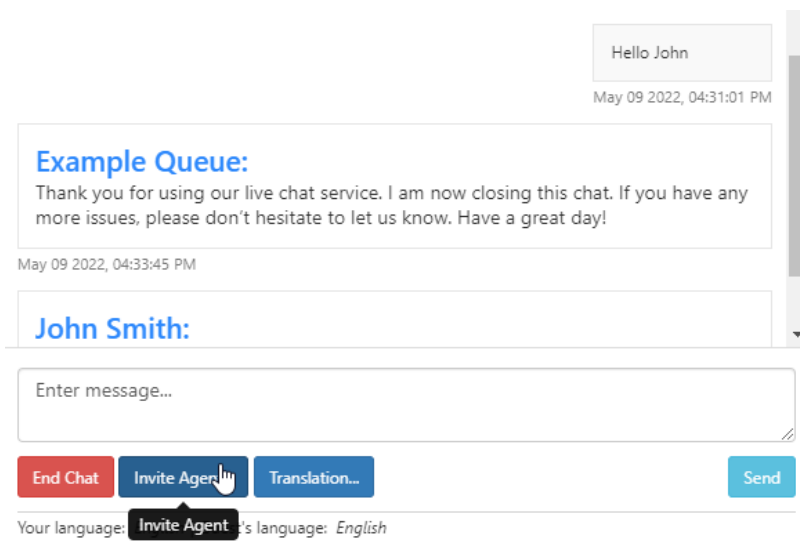 Hello John
May 09 2022, 04:31:01 PM
Example Queue:
Thank you for using our live chat service. I am now closing this chat. If you have any
more issues, please don't hesitate to let us know. Have a great day!
May 09 2022, 04:33:45 PM
John Smith:
Enter message...
End Chat Invite Agent Translation... Send
Invite Agent
Your language: 's language: English